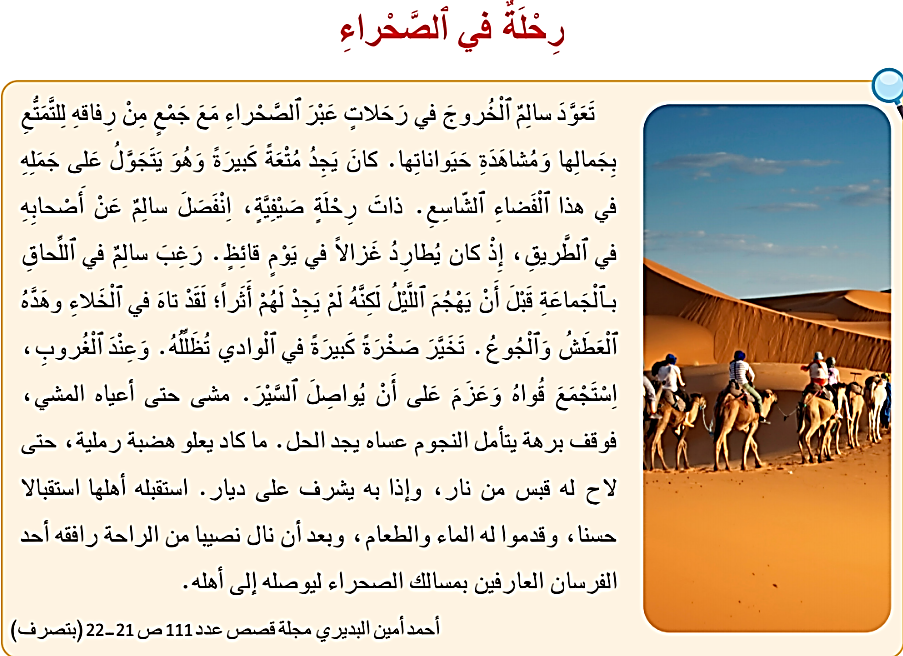 رِحْلَةٌ في ٱلصَّحْراءِ
تَعَوَّدَ سالِمٌ ٱلْخُروجَ في رَحَلاتٍ عَبْرَ ٱلصَّحْراءِ مَعَ جَمْعٍ مِنْ رِفاقهِ لِلتَّمَتُّعِ
بِجَمالِها وَمُشاهَدَةِ حَيَواناتِها. كانَ يَجِدُ مُتْعَةً كَبيرَةً وَهُوَ يَتَجَوَّلُ عَلى جَمَلِهِ
في هذا ٱلْفَضاءِ ٱلشّاسِعِ. ذاتَ رِحْلَةٍ صَيْفِيَّةٍ، اِنْفَصَلَ سالِمٌ عَنْ أَصْحابِهِ
في ٱلطَّريقِ، إِذْ كان يُطارِدُ غَزالاً في يَوْمٍ قائِظٍ. رَغِبَ سالِمٌ في ٱللِّحاقِ
بـٱلْجَماعَةِ قَبْلَ أَنْ يَهْجُمَ ٱللَّيْلُ لَكِنَّهُ لَمْ يَجِدْ لَهُمْ أَثَراً؛ لَقَدْ تاهَ في ٱلْخَلاءِ وهَدَّهُ
ٱلْعَطَشُ وَٱلْجُوعُ. تَخَيَّرَ صَخْرَةً كَبيرَةً في ٱلْوادي تُظَلِّلُهُ. وَعِنْدَ ٱلْغُروبِ،
اِسْتَجْمَعَ قُواهُ وَعَزَمَ عَلى أَنْ يُواصِلَ ٱلسَّيْرَ. مشى حتى أعياه المشي،
فوقف برهة يتأمل النجوم عساه يجد الحل. ما كاد يعلو هضبة رملية، حتى
لاح له قبس من نار، وإذا به يشرف على ديار. استقبله أهلها استقبالا
حسنا، وقدموا له الماء والطعام، وبعد أن نال نصيبا من الراحة رافقه أحد
الفرسان العارفين بمسالك الصحراء ليوصله إلى أهله.
أحمد أمين البديري مجلة قصص عدد 111 ص 21-22 (بتصرف)